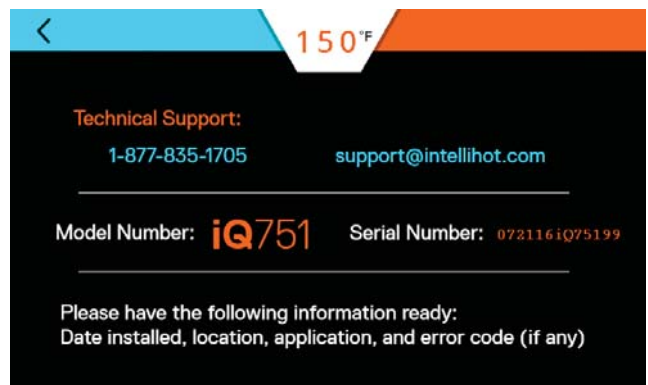 150°F
Technical Support:
1-877-835-1705 support@intellihot.com
Model Number: iQ751 Serial Number: 072116iQ75199
Please have the following information ready:
Date installed, location, application, and error code (if any)